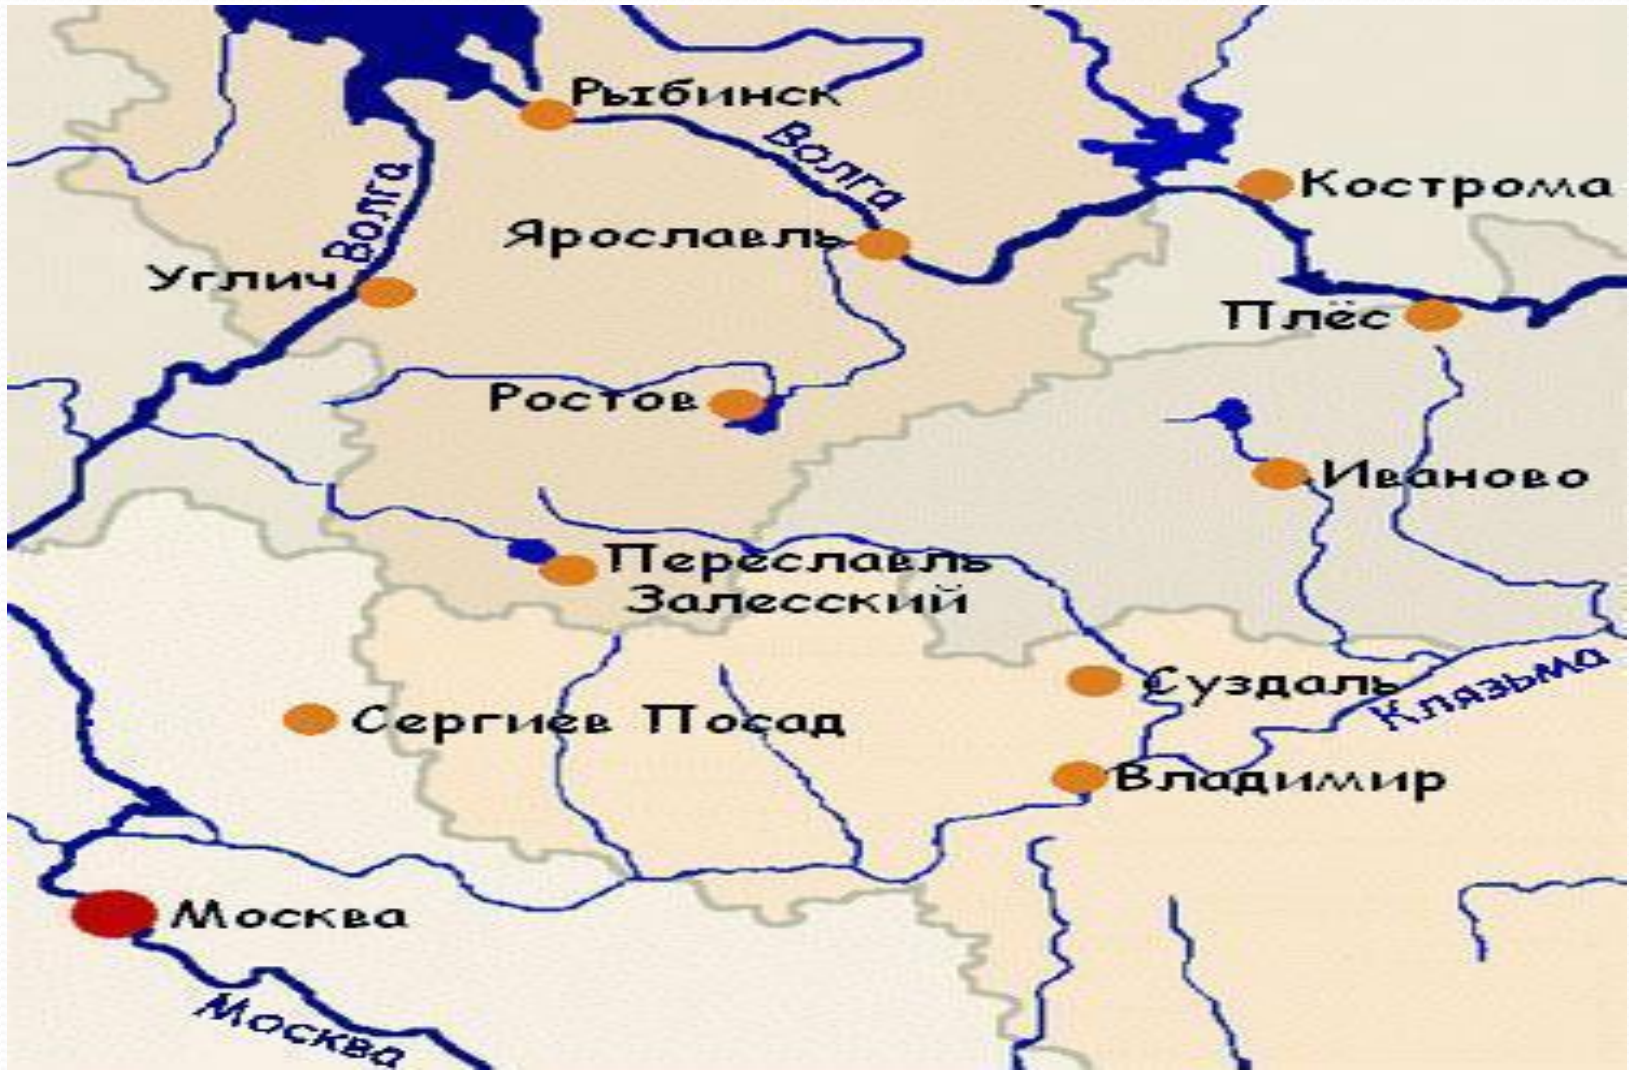 Рыбинск
Волга
Кострома
Волга
Ярославль
Углич
Плёс
Ростов
Иваново
Переславль
Залесский
Суздаль
Клязьма
Сергиев Посад
Владимир
Москва
Москва